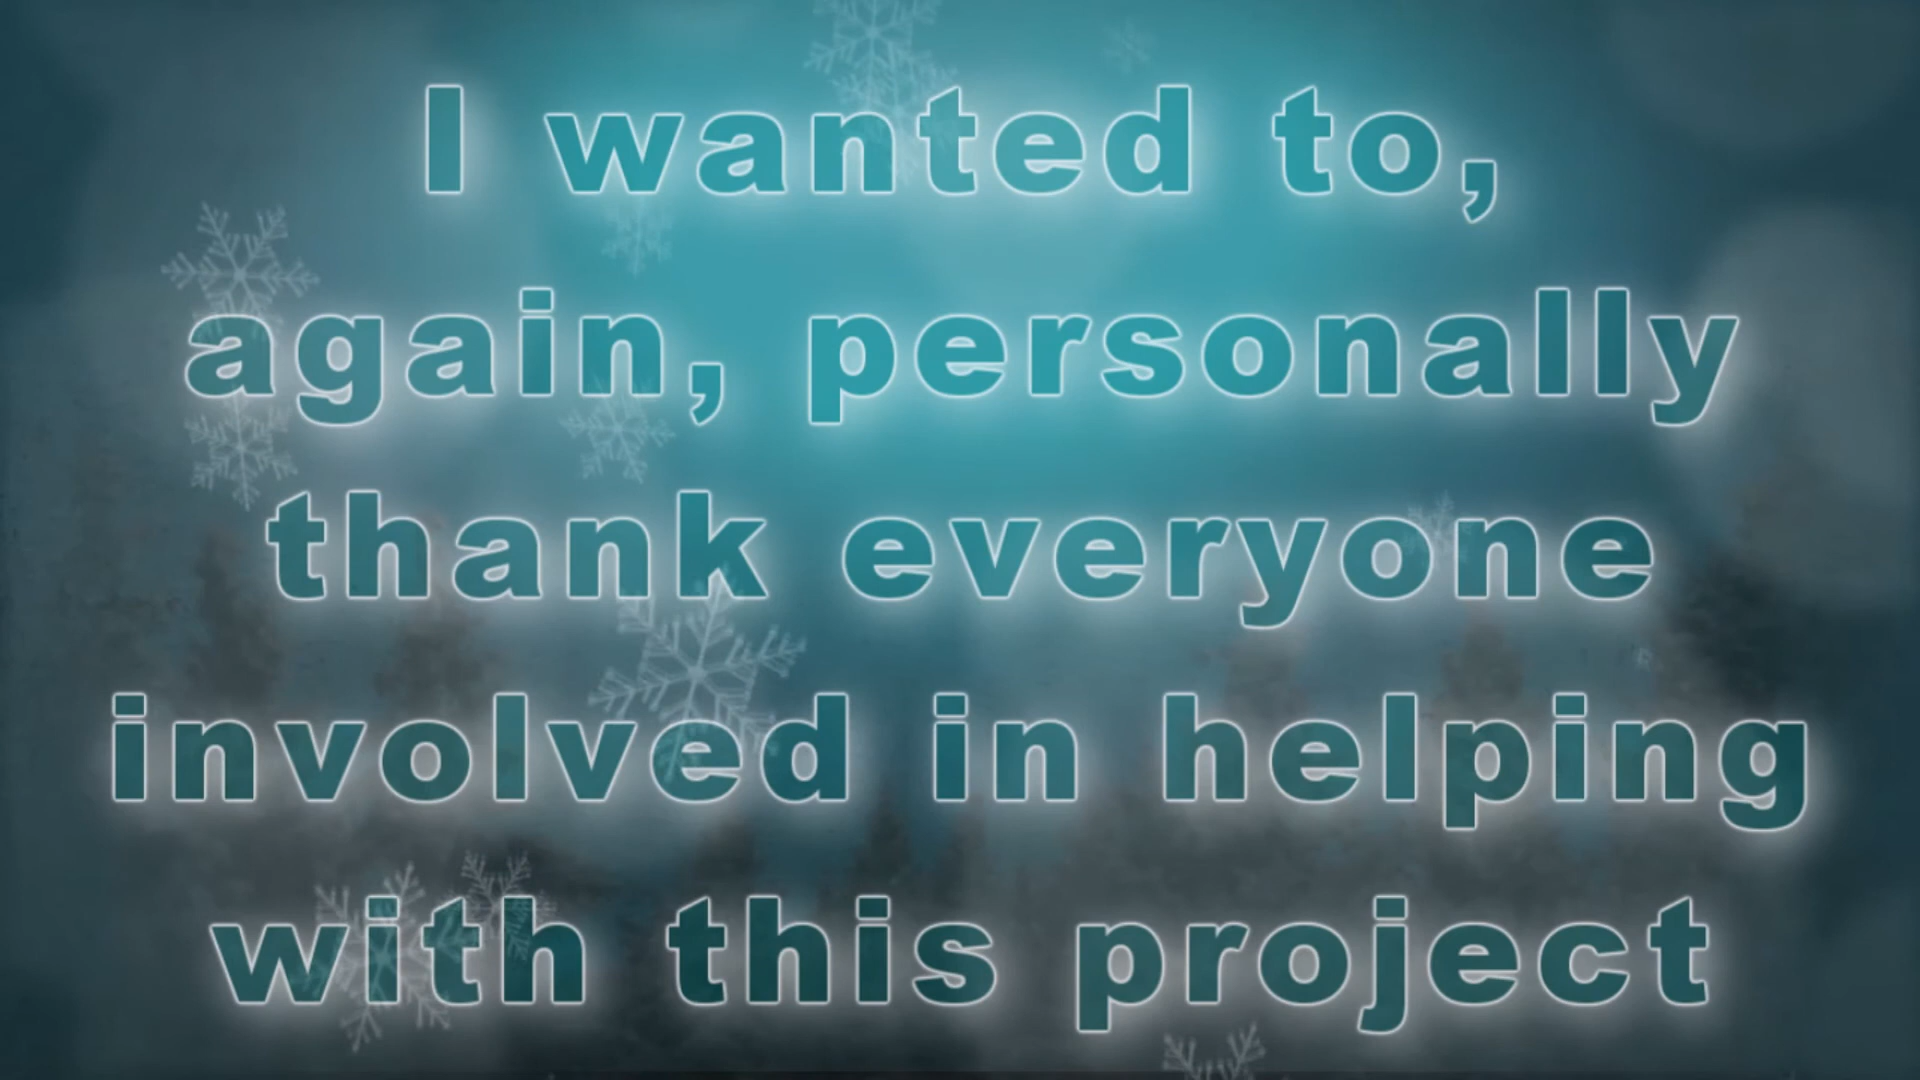 I wanted to,
again, personally
thank everyone
involved in helping
with this project